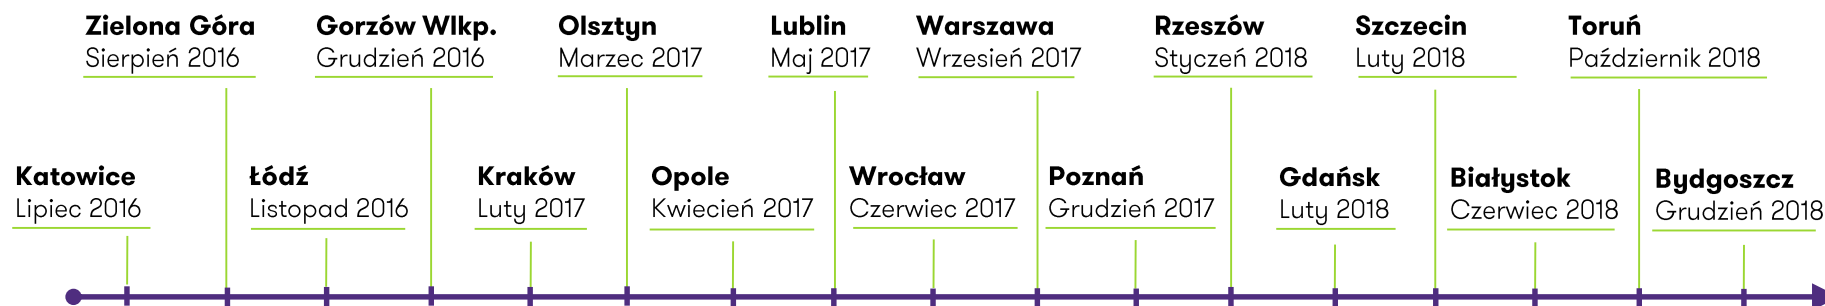 Zielona Góra
Sierpień 2016
Gorzów Wlkp.
Grudzień 2016
Olsztyn
Marzec 2017
Lublin
Maj 2017
Warszawa
Wrzesień 2017
Rzeszów
Styczeń 2018
Szczecin
Luty 2018
Toruń
Październik 2018
Katowice
Lipiec 2016
Łódź
Listopad 2016
Kraków
Luty 2017
Opole
Kwiecień 2017
Wrocław
Czerwiec 2017
Poznań
Grudzień 2017
Gdańsk
Luty 2018
Białystok
Czerwiec 2018
Bydgoszcz
Grudzień 2018